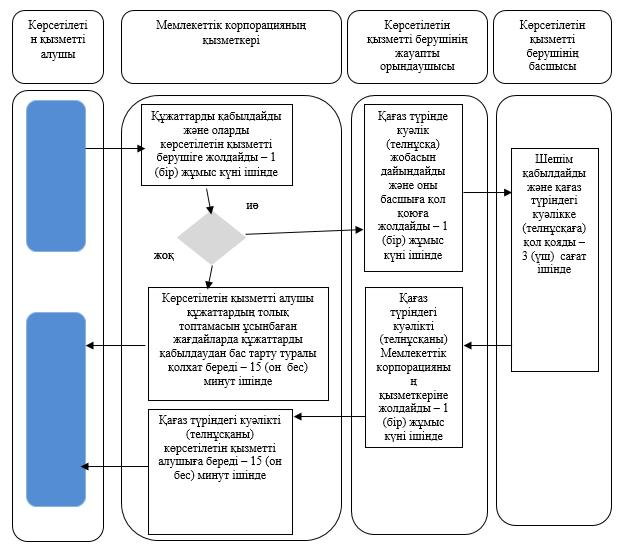 Көрсетілеті
н қызметті
алушы
Мемлекеттік корпорацияның
қызметкері
Көрсетілетін
қызметті берушінің
жауапты
орындаушысы
Көрсетілетін
қызметті
берушінің
басшысы
Құжаттарды қабылдайды
және оларды
көрсетілетін қызметті
берушіге жолдайды – 1
(бір) жұмыс күні ішінде
иә
жоқ
Көрсетілетін қызметті алушы
құжаттардың толық
топтамасын ұсынбаған
жағдайларда құжаттарды
қабылдаудан бас тарту туралы
қолхат береді – 15 (он бес)
минут ішінде
Қағаз түріндегі куәлікті
(телнұсқаны)
көрсетілетін қызметті
алушыға береді – 15 (он
бес) минут ішінде
Қағаз түрінде
куәлік
(телнұсқа)
жобасын
дайындайды
және оны
басшыға қол
қоюға
жолдайды – 1
(бір) жұмыс
күні ішінде
Қағаз
түріндегі
куәлікті
(телнұсқаны)
Мемлекеттік
корпорацияны
ң
қызметкеріне
жолдайды – 1
(бір) жұмыс
күні ішінде
Шешім
қабылдайды
және қағаз
түріндегі
куәлікке
(телнұсқаға)
қол қояды –
3 (үш) сағат
ішінде